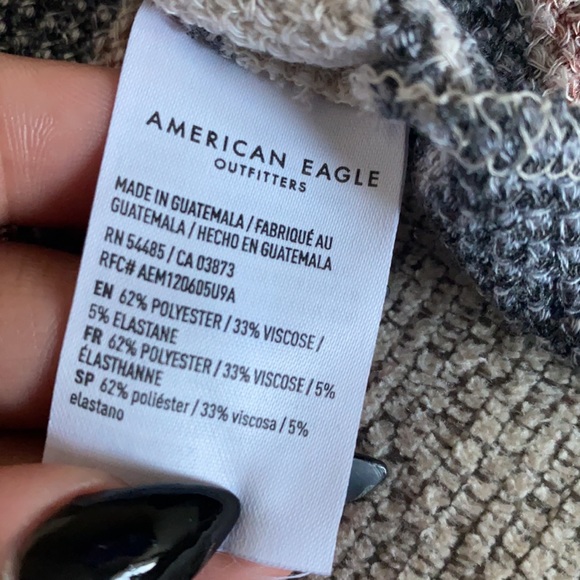 AMERICAN EAGLE
OUTFITTERS
MADE IN GUATEMALA / FABRIQUÉ AU
GUATEMALA / HECHO EN GUATEMALA
RN 54485 / CA 03873
RFC# AEM120605U9A
EN 62% POLYESTER / 33% VISCOSE /
5% ELASTANE
FR 62% POLYESTER / 33% VISCOSE / 5%
ÉLASTHANNE
SP 62% poliéster / 33% viscosa / 5%
elastano